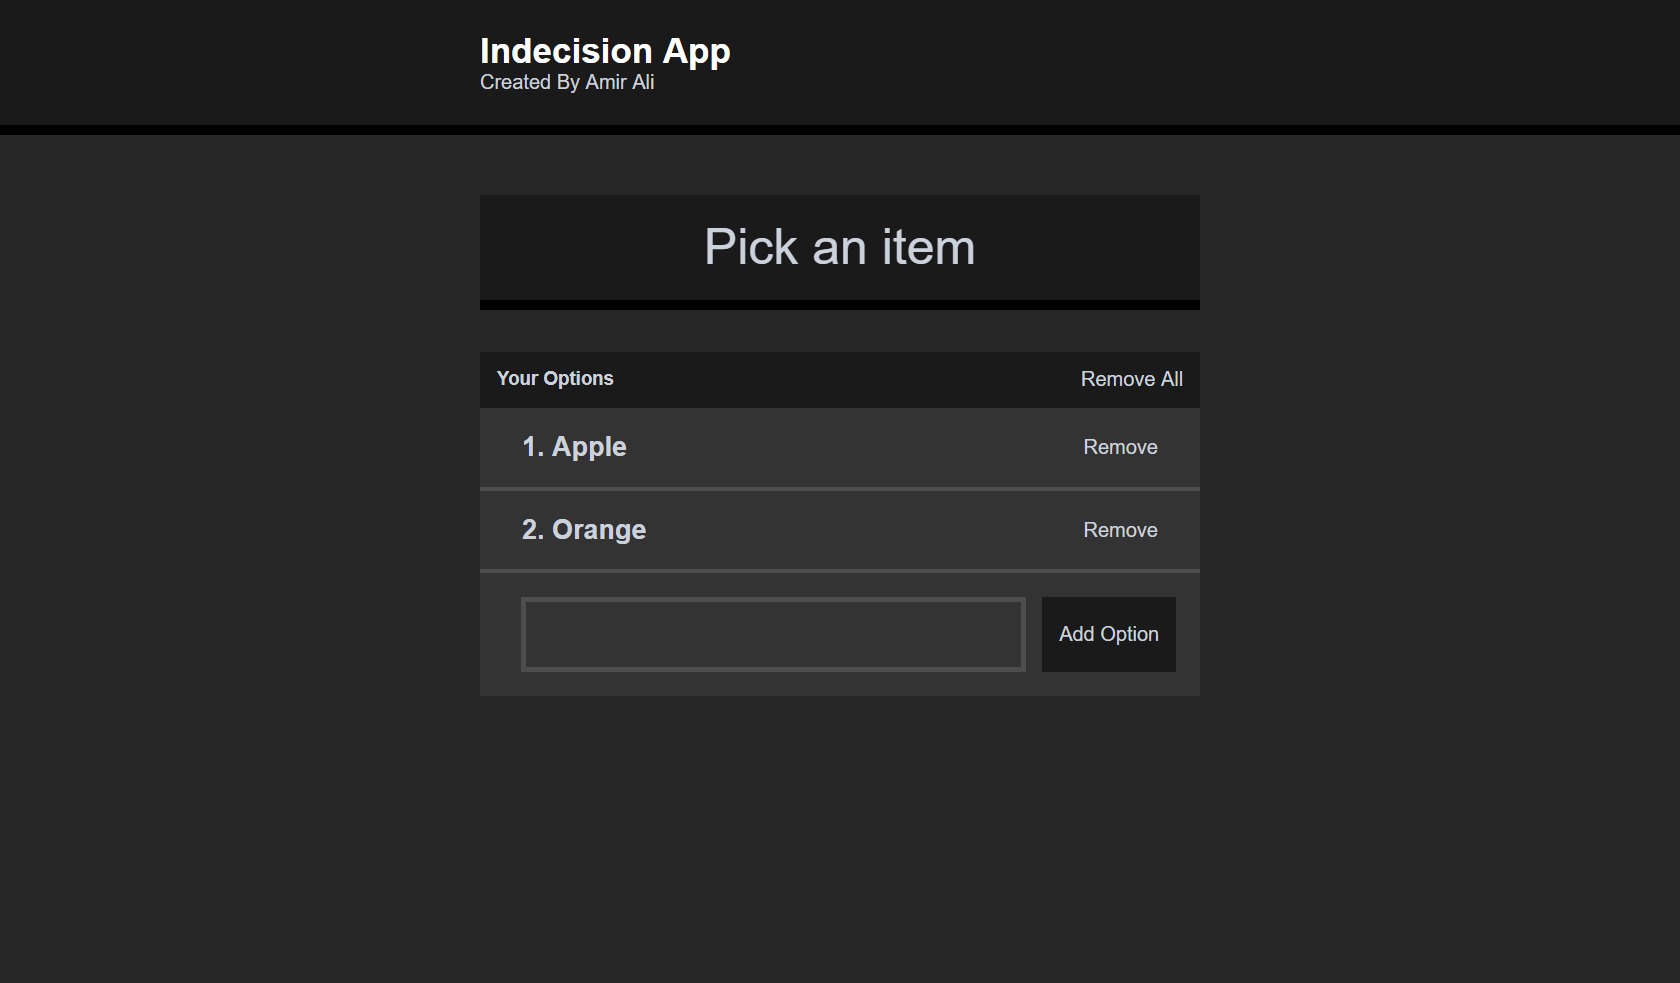 Indecision App
Created By Amir Ali
Pick an item
Your Options Remove All
1. Apple Remove
2. Orange Remove
Add Option